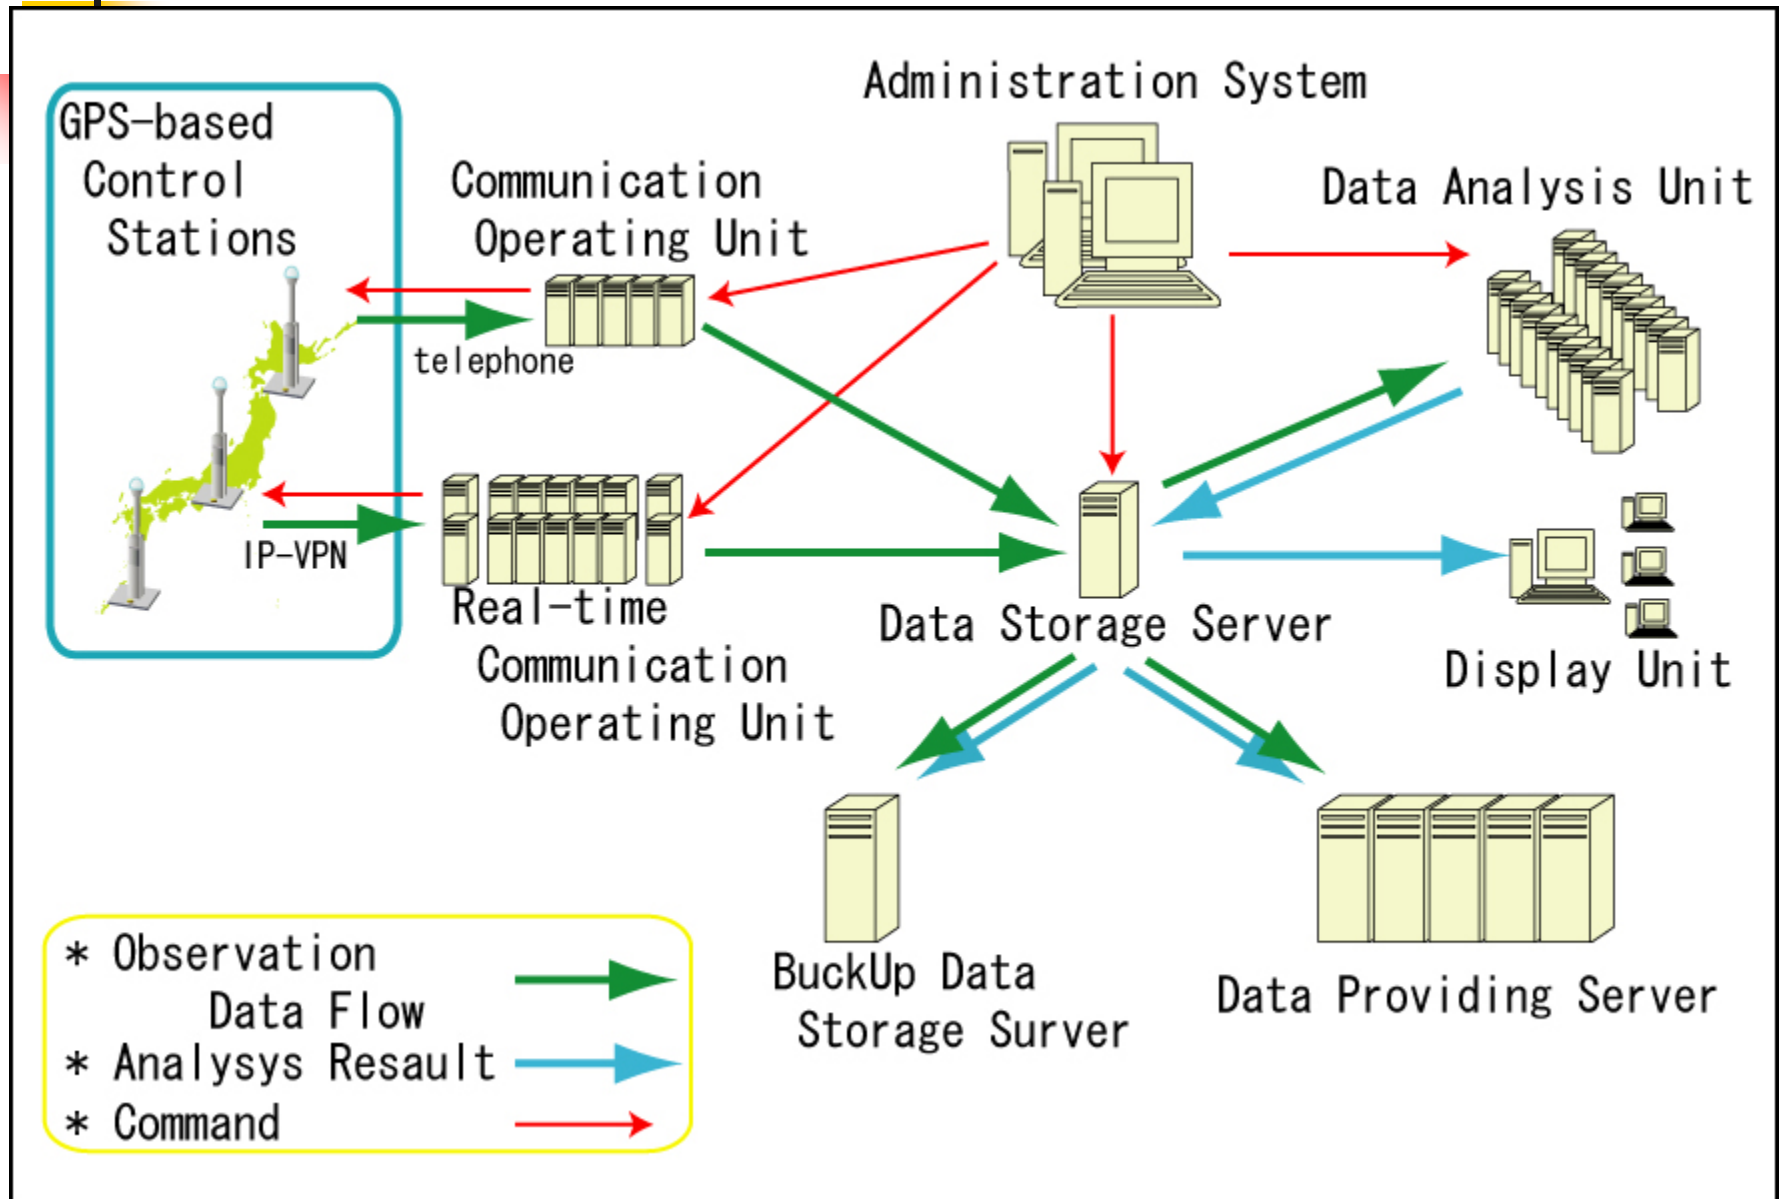 Administration System
GPS-based
Control
Stations
Communication
Operating Unit
Data Analysis Unit
telephone
IP-VPN
Real-time
Communication
Operating Unit
Data Storage Server
Display Unit
BuckUp Data
Storage Surver
Data Providing Server
* Observation
Data Flow
* Analysys Resault
* Command